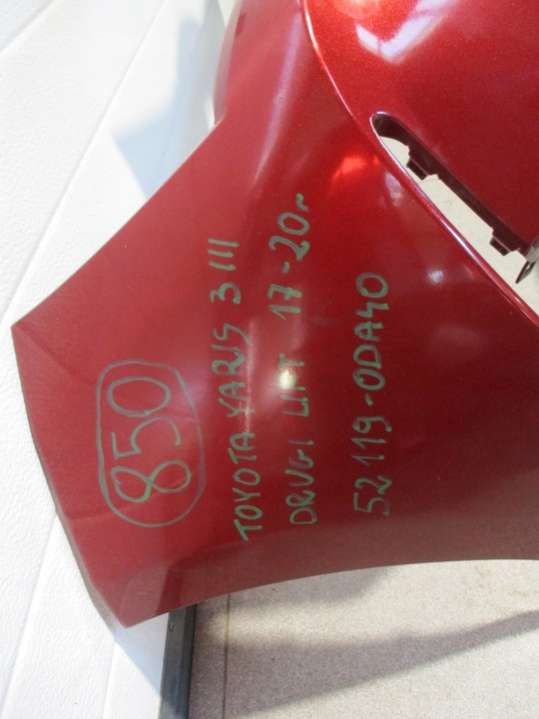 850
TOYOTA YARIS 3 III
DRUGI LIFT 17-20r
52119-0DA40